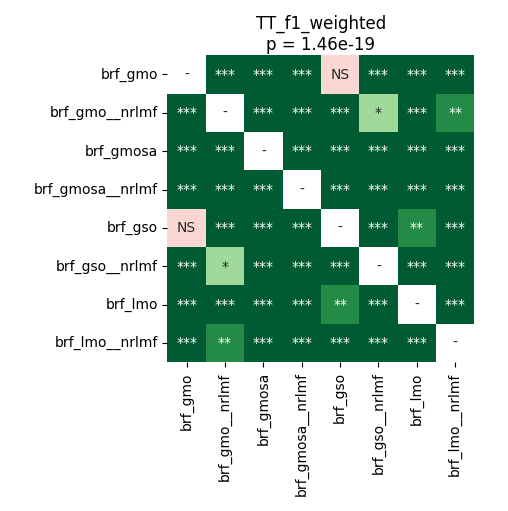 TT_f1_weighted
p = 1.46e-19
brf_gmo - *** *** *** NS *** *** ***
brf_gmo__nrlmf *** - *** *** *** * *** **
brf_gmosa *** *** - *** *** *** *** ***
brf_gmosa__nrlmf *** *** *** - *** *** *** ***
brf_gso NS *** *** *** - *** ** ***
brf_gso__nrlmf *** * *** *** *** - *** ***
brf_lmo *** *** *** *** ** *** - ***
brf_lmo__nrlmf *** ** *** *** *** *** *** -
brf_gmo
brf_gmo__nrlmf
brf_gmosa
brf_gmosa__nrlmf
brf_gso
brf_gso__nrlmf
brf_lmo
brf_lmo__nrlmf